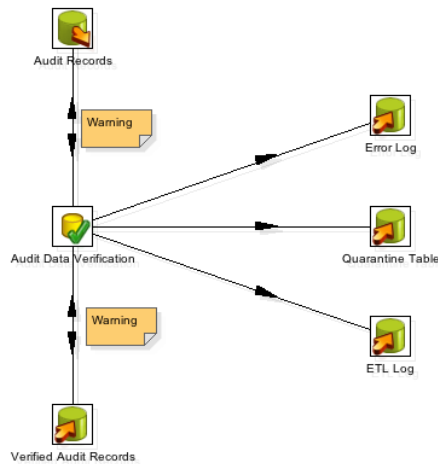 Audit Records
Warning
Error Log
Audit Data Verification
Quarantine Table
Warning
ETL Log
Verified Audit Records